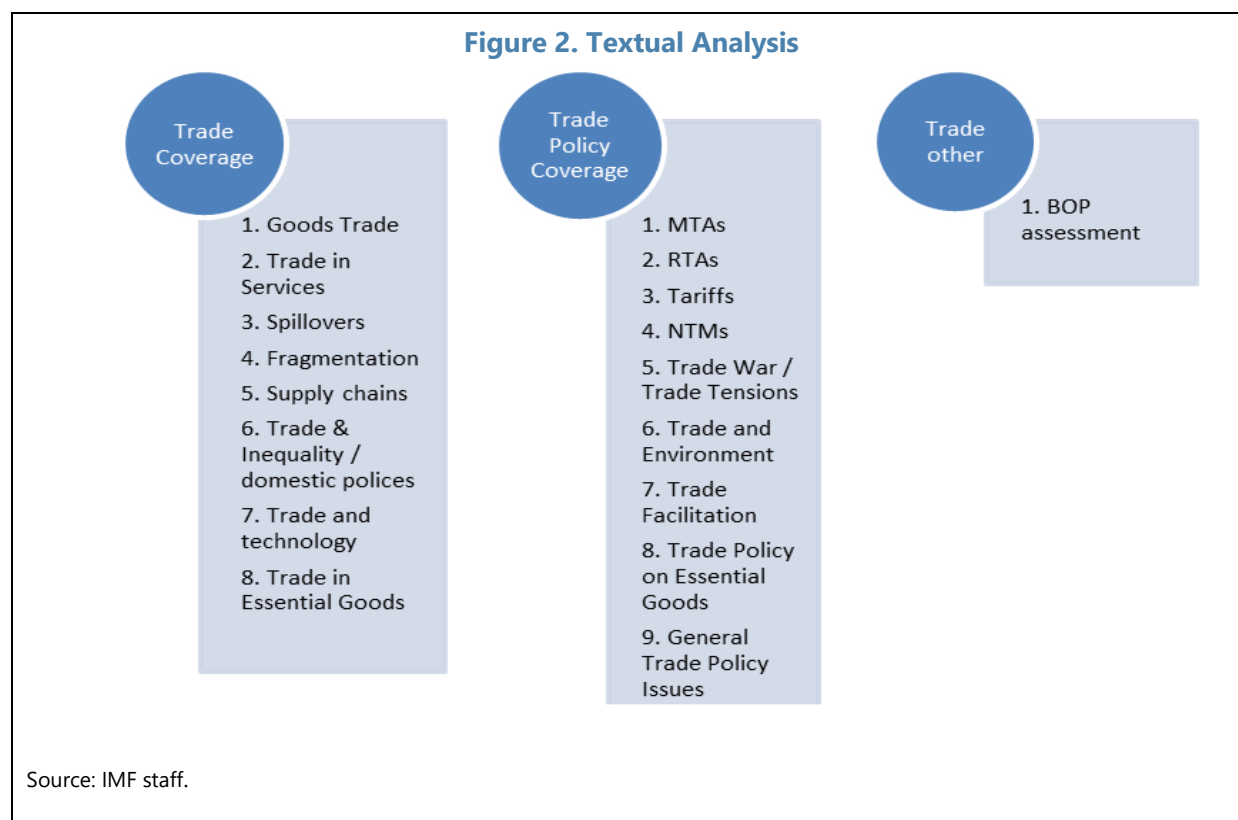 Figure 2. Textual Analysis
Trade
Coverage
1. Goods Trade
2. Trade in
Services
3. Spillovers
4. Fragmentation
5. Supply chains
6. Trade &
Inequality /
domestic polices
7. Trade and
technology
8. Trade in
Essential Goods
Trade
Policy
Coverage
1. MTAs
2. RTAs
3. Tariffs
4. NTMs
5. Trade War /
Trade Tensions
6. Trade and
Environment
7. Trade
Facilitation
8. Trade Policy
on Essential
Goods
9. General
Trade Policy
Issues
Trade
other
1. BOP
assessment
Source: IMF staff.